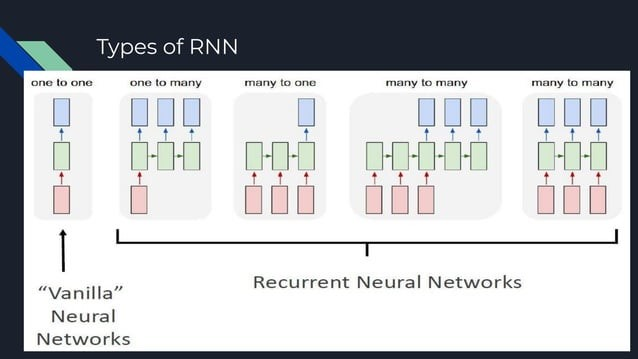 Types of RNN
one to one
one to many
many to one
many to many
many to many
“Vanilla”
Neural
Networks
Recurrent Neural Networks